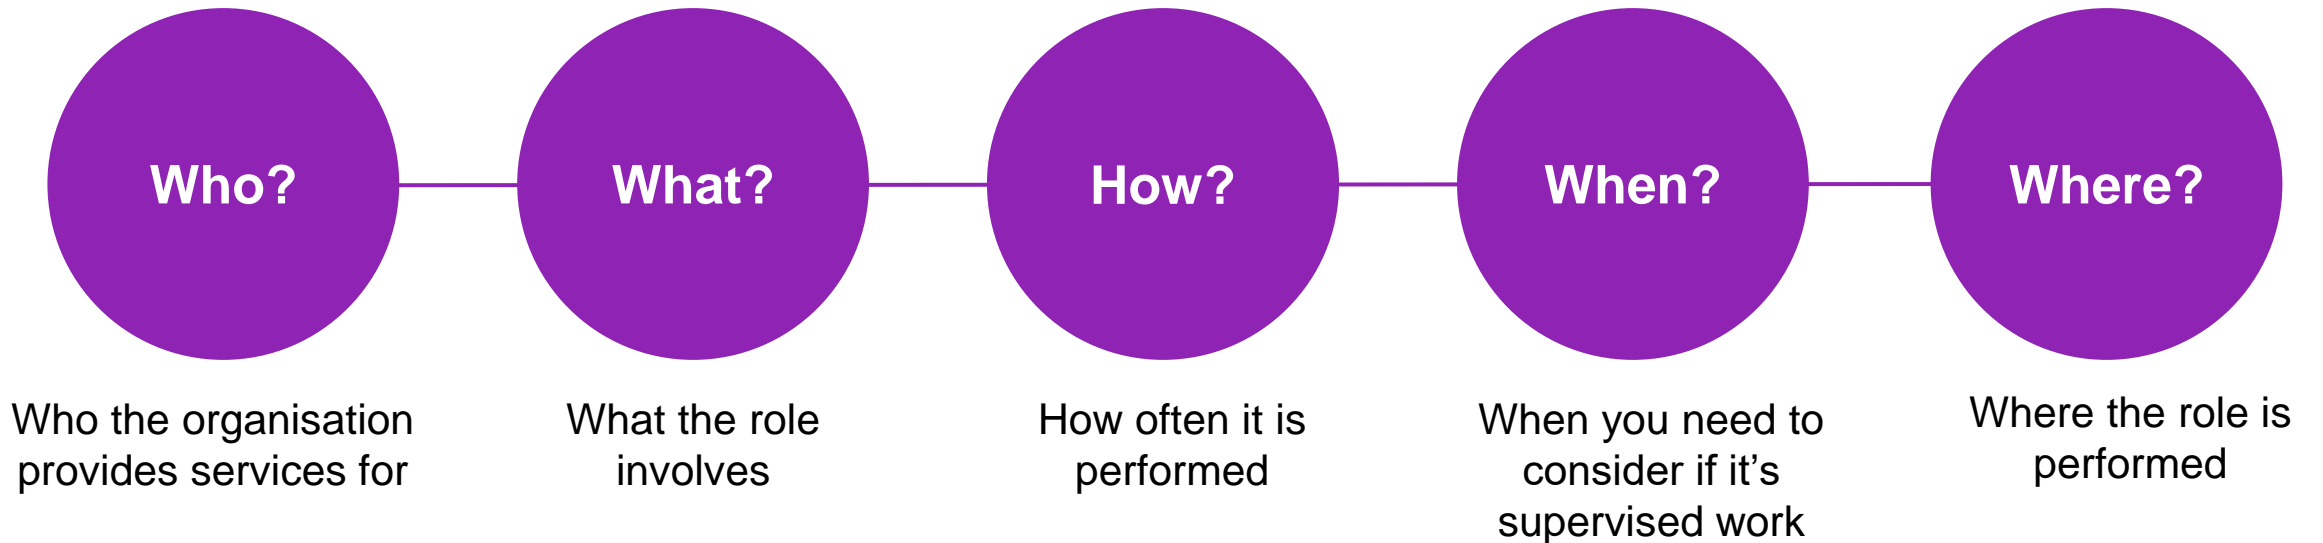 Who?
What?
How?
When?
Where?
Who the organisation
provides services for
What the role
involves
How often it is
performed
When you need to
consider if it’s
supervised work
Where the role is
performed